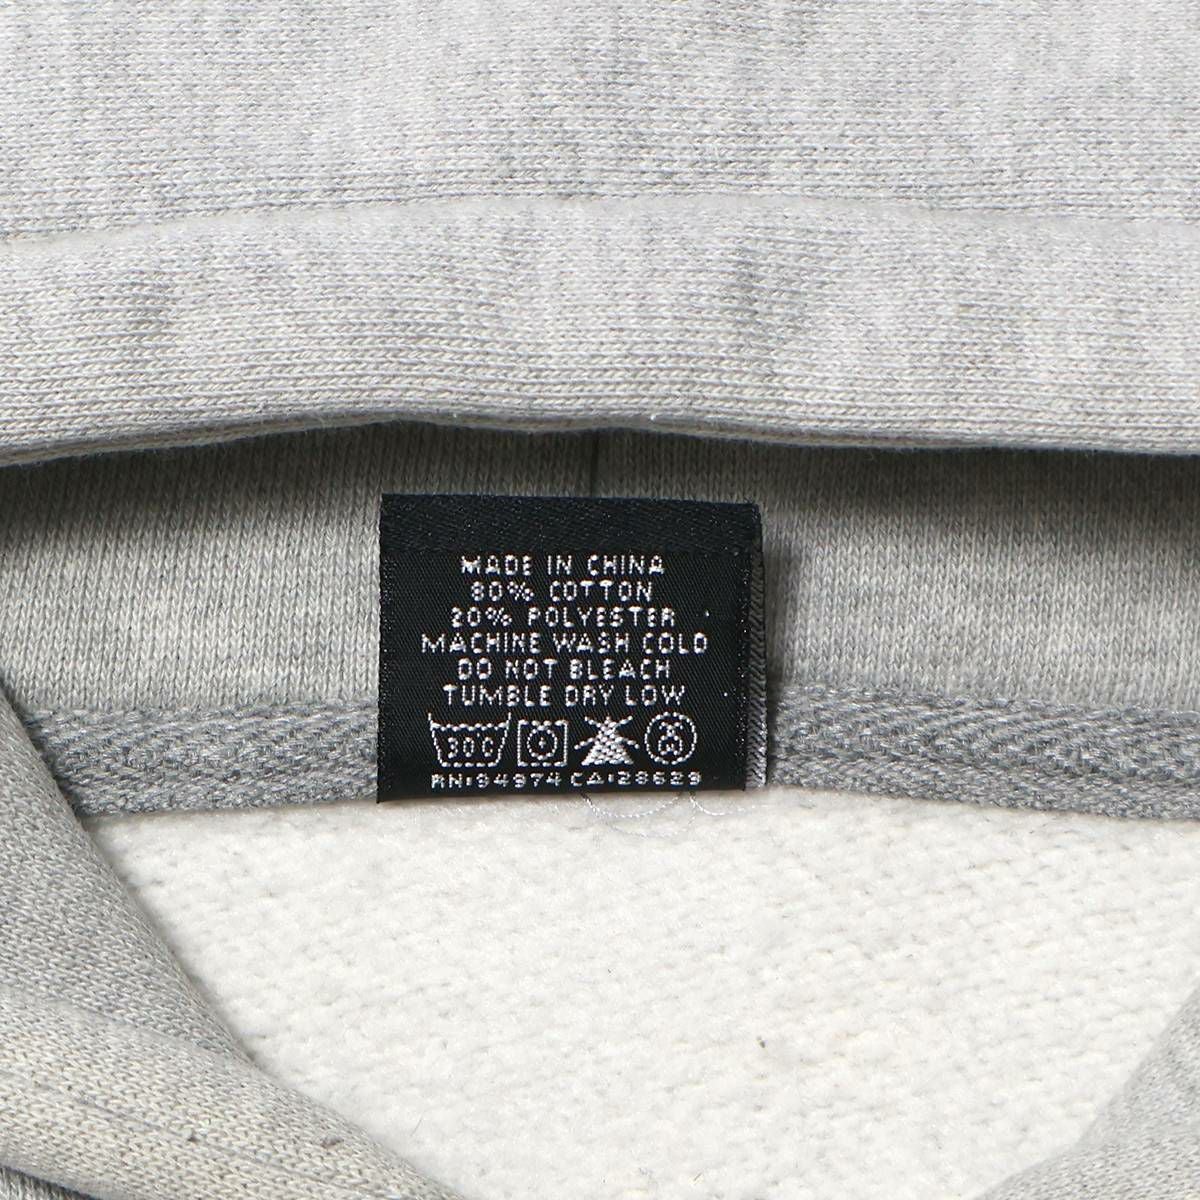 MADE IN CHINA
80% COTTON
20% POLYESTER
MACHINE WASH COLD
DO NOT BLEACH
TUMBLE DRY LOW
30C
RN:94974 CA:28629